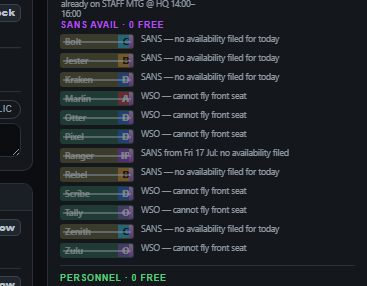 already on STAFF MTG @ HQ 14:00–
16:00
SANS AVAIL · 0 FREE
Bolt C SANS — no availability filed for today
Jester SANS — no availability filed for today
Kraken D SANS — no availability filed for today
Marlin A WSO — cannot fly front seat
Otter D WSO — cannot fly front seat
Pixel D WSO — cannot fly front seat
Ranger IP SANS from Fri 17 Jul: no availability filed
Rebel SANS — no availability filed for today
Scribe D WSO — cannot fly front seat
Tally O WSO — cannot fly front seat
Zenith C SANS — no availability filed for today
Zulu O WSO — cannot fly front seat
PERSONNEL · 0 FREE
ock
LIC
ow
ow